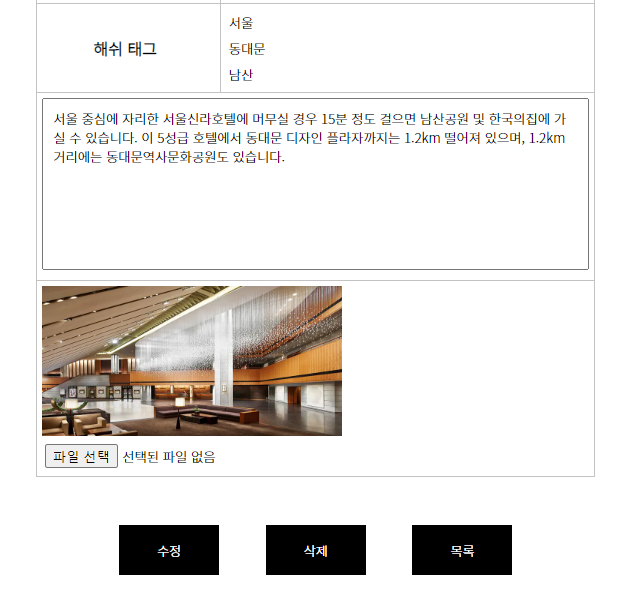 해쉬 태그
서울
동대문
남산
서울 중심에 자리한 서울신라호텔에 머무실 경우 15분 정도 걸으면 남산공원 및 한국의집에 가
실 수 있습니다. 이 5성급 호텔에서 동대문 디자인 플라자까지는 1.2km 떨어져 있으며, 1.2km
거리에는 동대문역사문화공원도 있습니다.
파일 선택 선택된 파일 없음
수정 삭제 목록